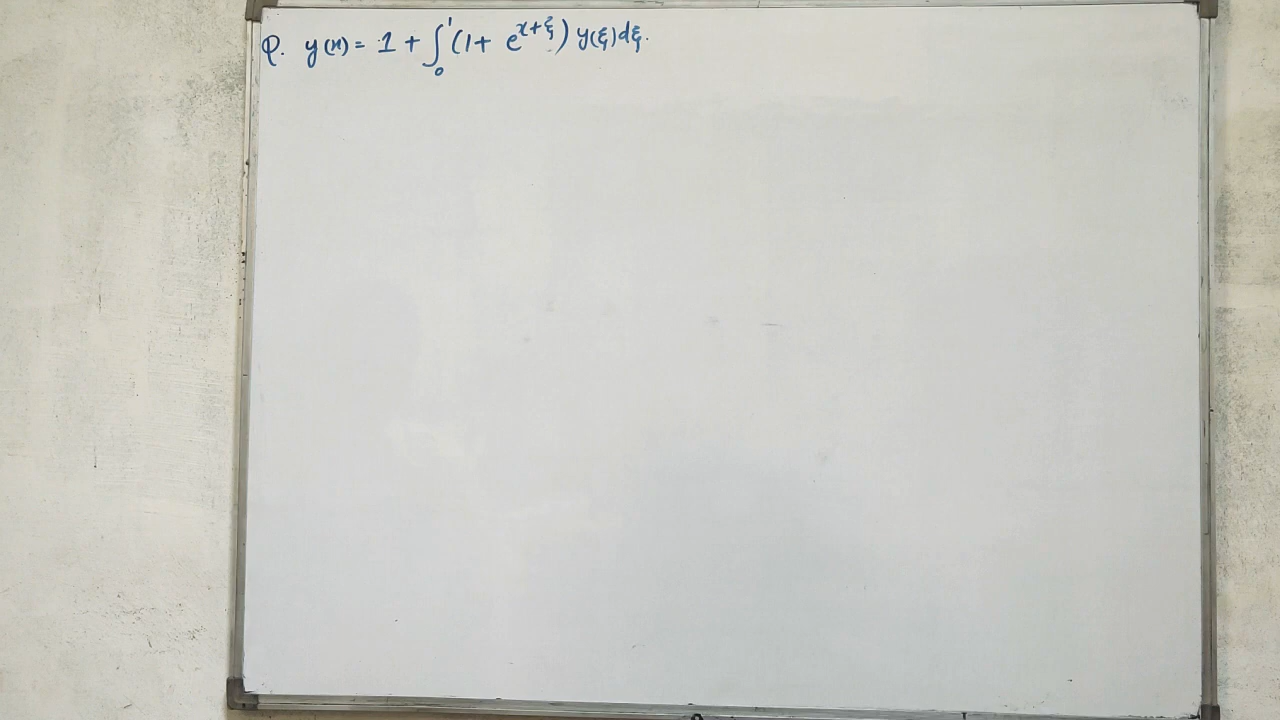 Q. y(x) = 1 + ∫₀¹ (1 + e^{x+ξ}) y(ξ) dξ.